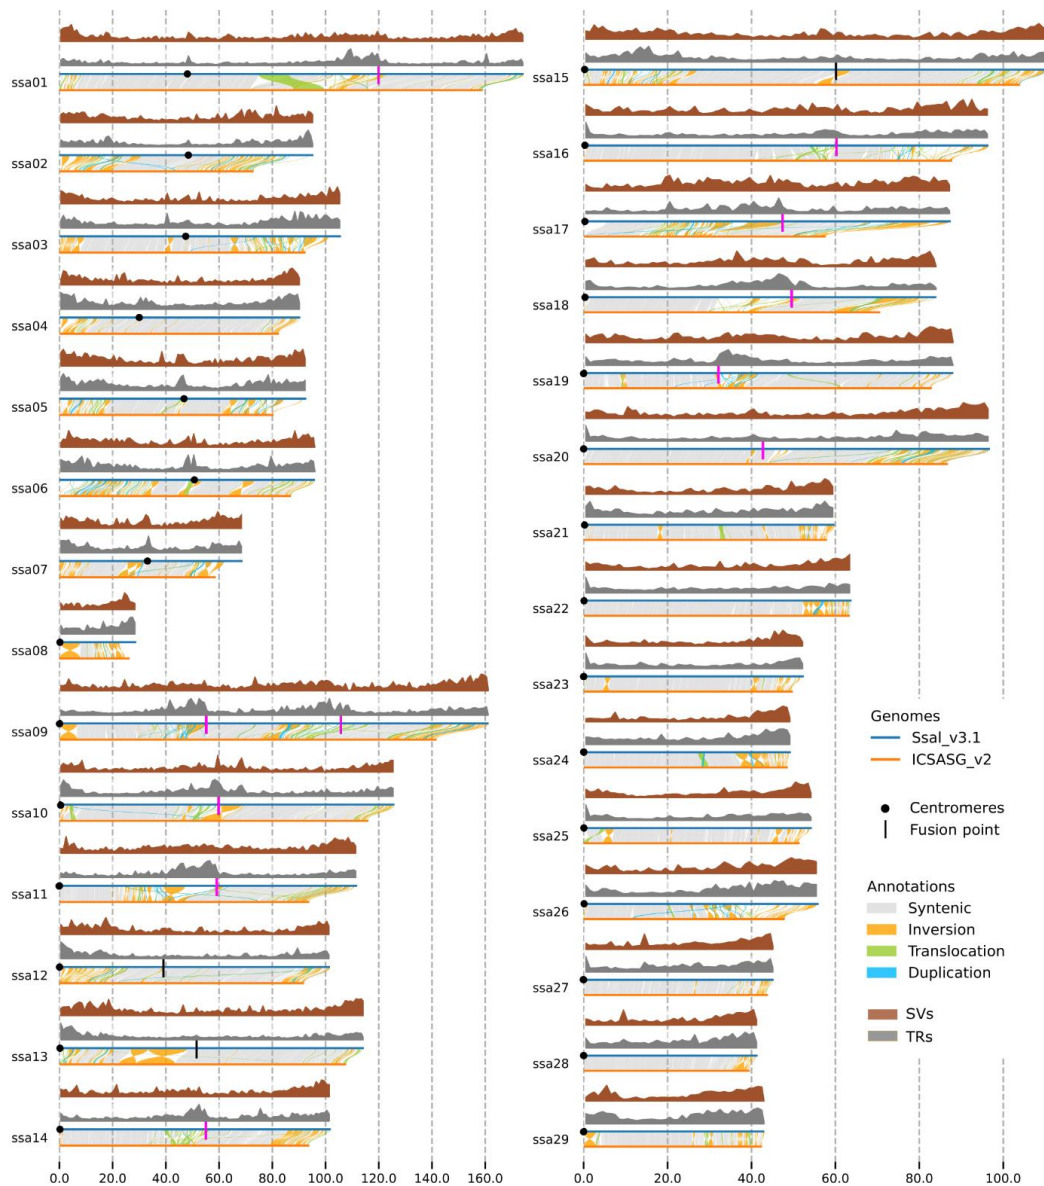 ssa01
ssa02
ssa03
ssa04
ssa05
ssa06
ssa07
ssa08
ssa09
ssa10
ssa11
ssa12
ssa13
ssa14
0.0 20.0 40.0 60.0 80.0 100.0 120.0 140.0 160.0
ssa15
ssa16
ssa17
ssa18
ssa19
ssa20
ssa21
ssa22
ssa23
ssa24
ssa25
ssa26
ssa27
ssa28
ssa29
0.0 20.0 40.0 60.0 80.0 100.0
Genomes
Ssal_v3.1
ICSASG_v2
Centromeres
Fusion point
Annotations
Syntenic
Inversion
Translocation
Duplication
SVs
TRs